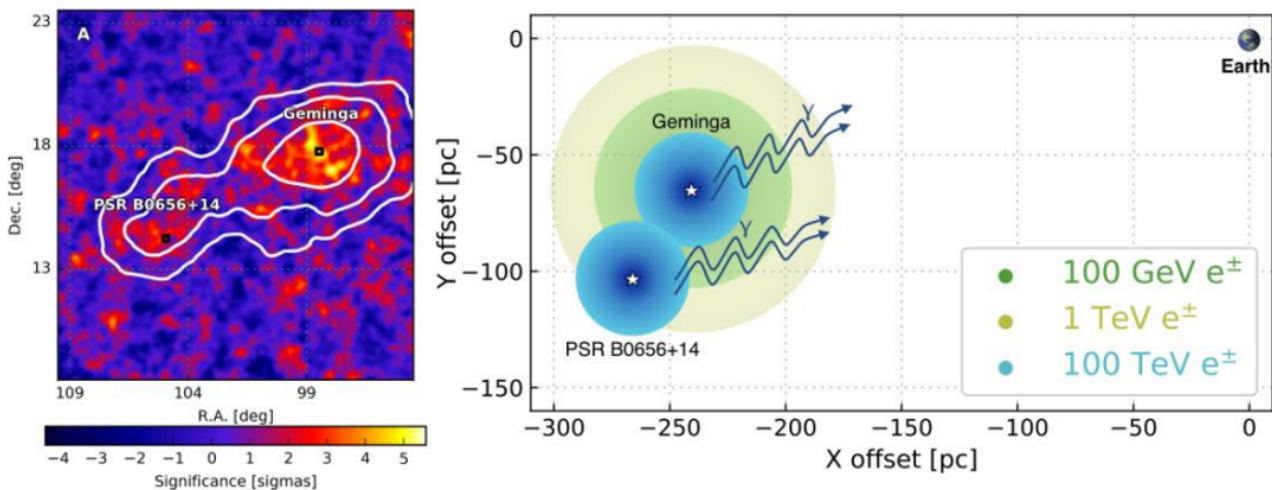 23
18
13
Dec. [deg]
A
Geminga
PSR B0656+14
109
104
99
R.A. [deg]
−4
−3
−2
−1
0
1
2
3
4
5
Significance [sigmas]
0
−50
−100
−150
Y offset [pc]
Earth
Geminga
γ
γ
PSR B0656+14
100 GeV e±
1 TeV e±
100 TeV e±
−300
−250
−200
−150
−100
−50
0
X offset [pc]